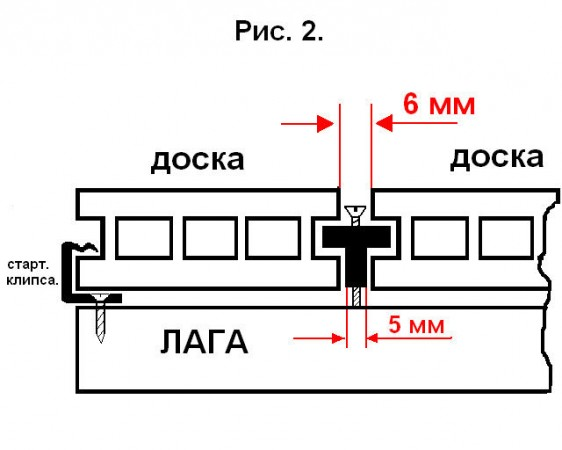 Рис. 2.
6 мм
доска
доска
старт.
клипса.
5 мм
ЛАГА